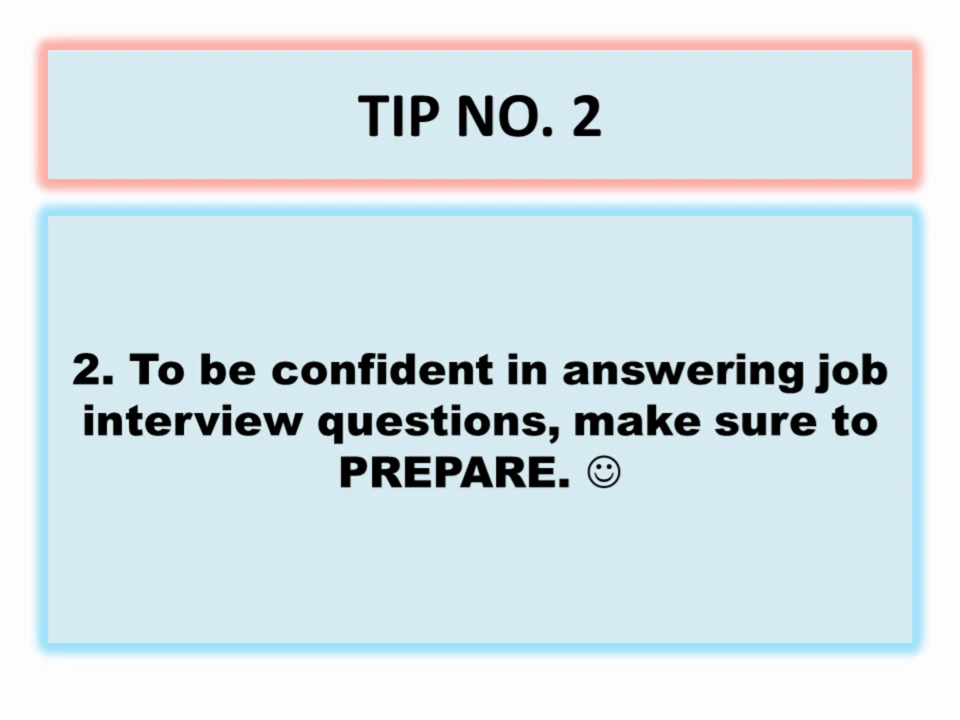 TIP NO. 2
2. To be confident in answering job
interview questions, make sure to
PREPARE. ☺